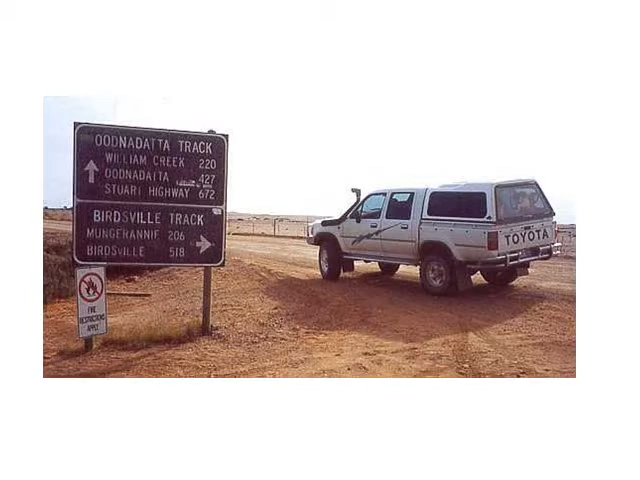 OODNADATTA TRACK
WILLIAM CREEK 220
OODNADATTA 427
STUART HIGHWAY 672
BIRDSVILLE TRACK
MUNGERANNIE 206
BIRDSVILLE 518
FIRE
RESTRICTIONS
APPLY
TOYOTA